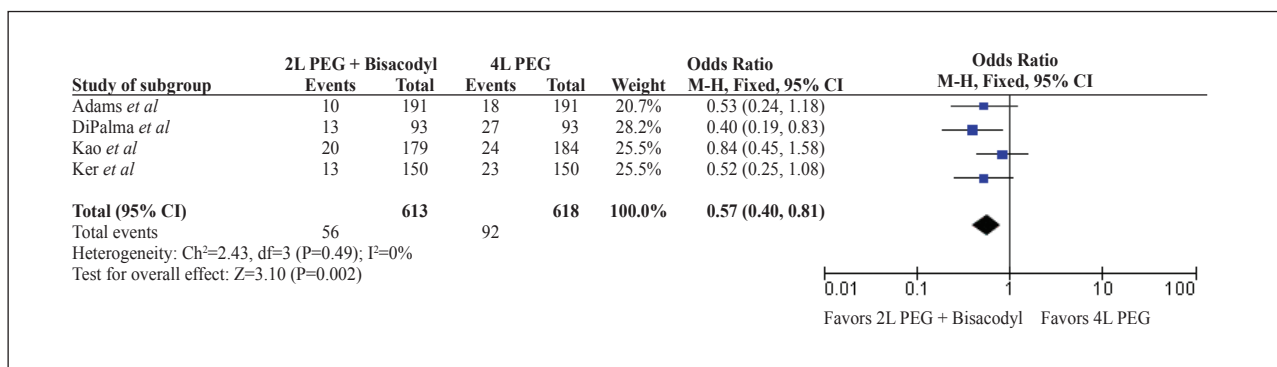 2L PEG + Bisacodyl 4L PEG Odds Ratio Odds Ratio
Study of subgroup Events Total Events Total Weight M-H, Fixed, 95% CI M-H, Fixed, 95% CI
Adams et al 10 191 18 191 20.7% 0.53 (0.24, 1.18)
DiPalma et al 13 93 27 93 28.2% 0.40 (0.19, 0.83)
Kao et al 20 179 24 184 25.5% 0.84 (0.45, 1.58)
Ker et al 13 150 23 150 25.5% 0.52 (0.25, 1.08)
Total (95% CI) 613 618 100.0% 0.57 (0.40, 0.81)
Total events 56 92
Heterogeneity: Ch²=2.43, df=3 (P=0.49); I²=0%
Test for overall effect: Z=3.10 (P=0.002)
0.01 0.1 1 10 100
Favors 2L PEG + Bisacodyl Favors 4L PEG